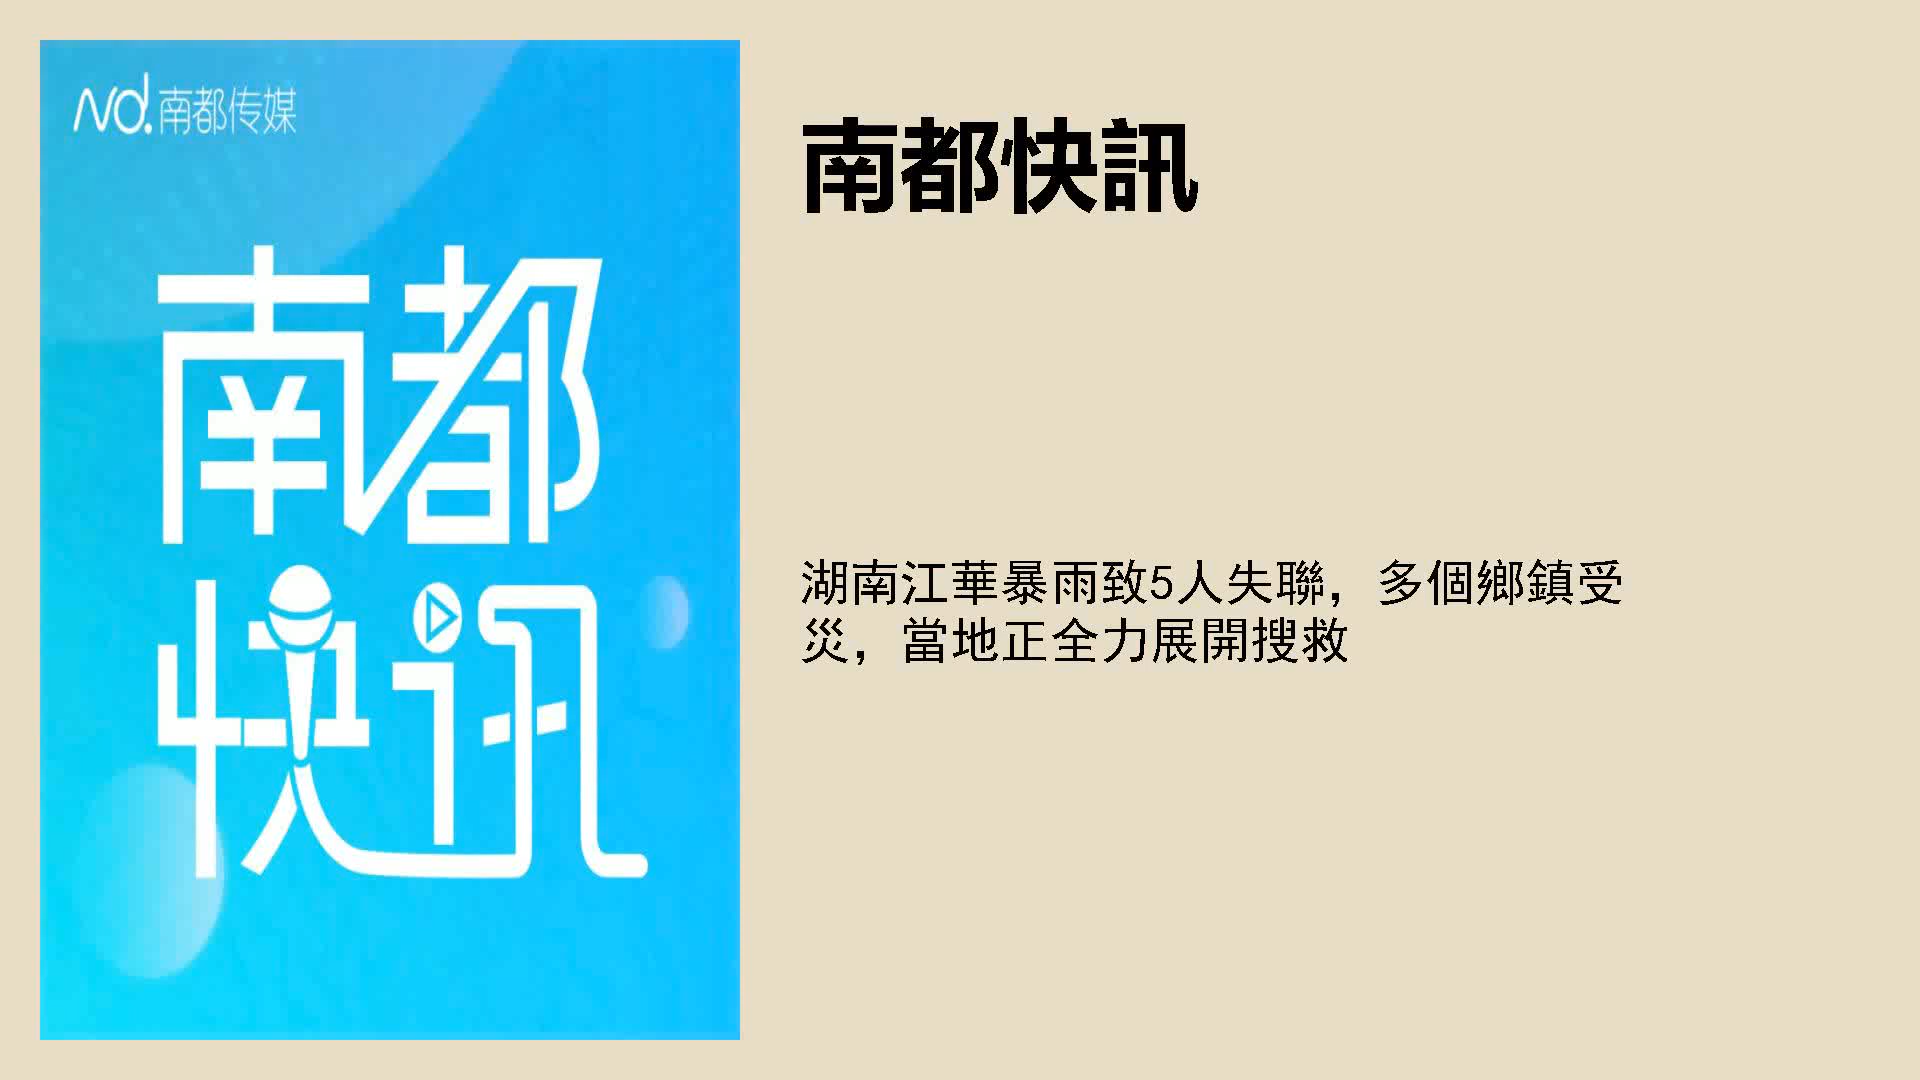 Nd.南都传媒
南都
快讯
南都快訊
湖南江華暴雨致5人失聯，多個鄉鎮受
災，當地正全力展開搜救